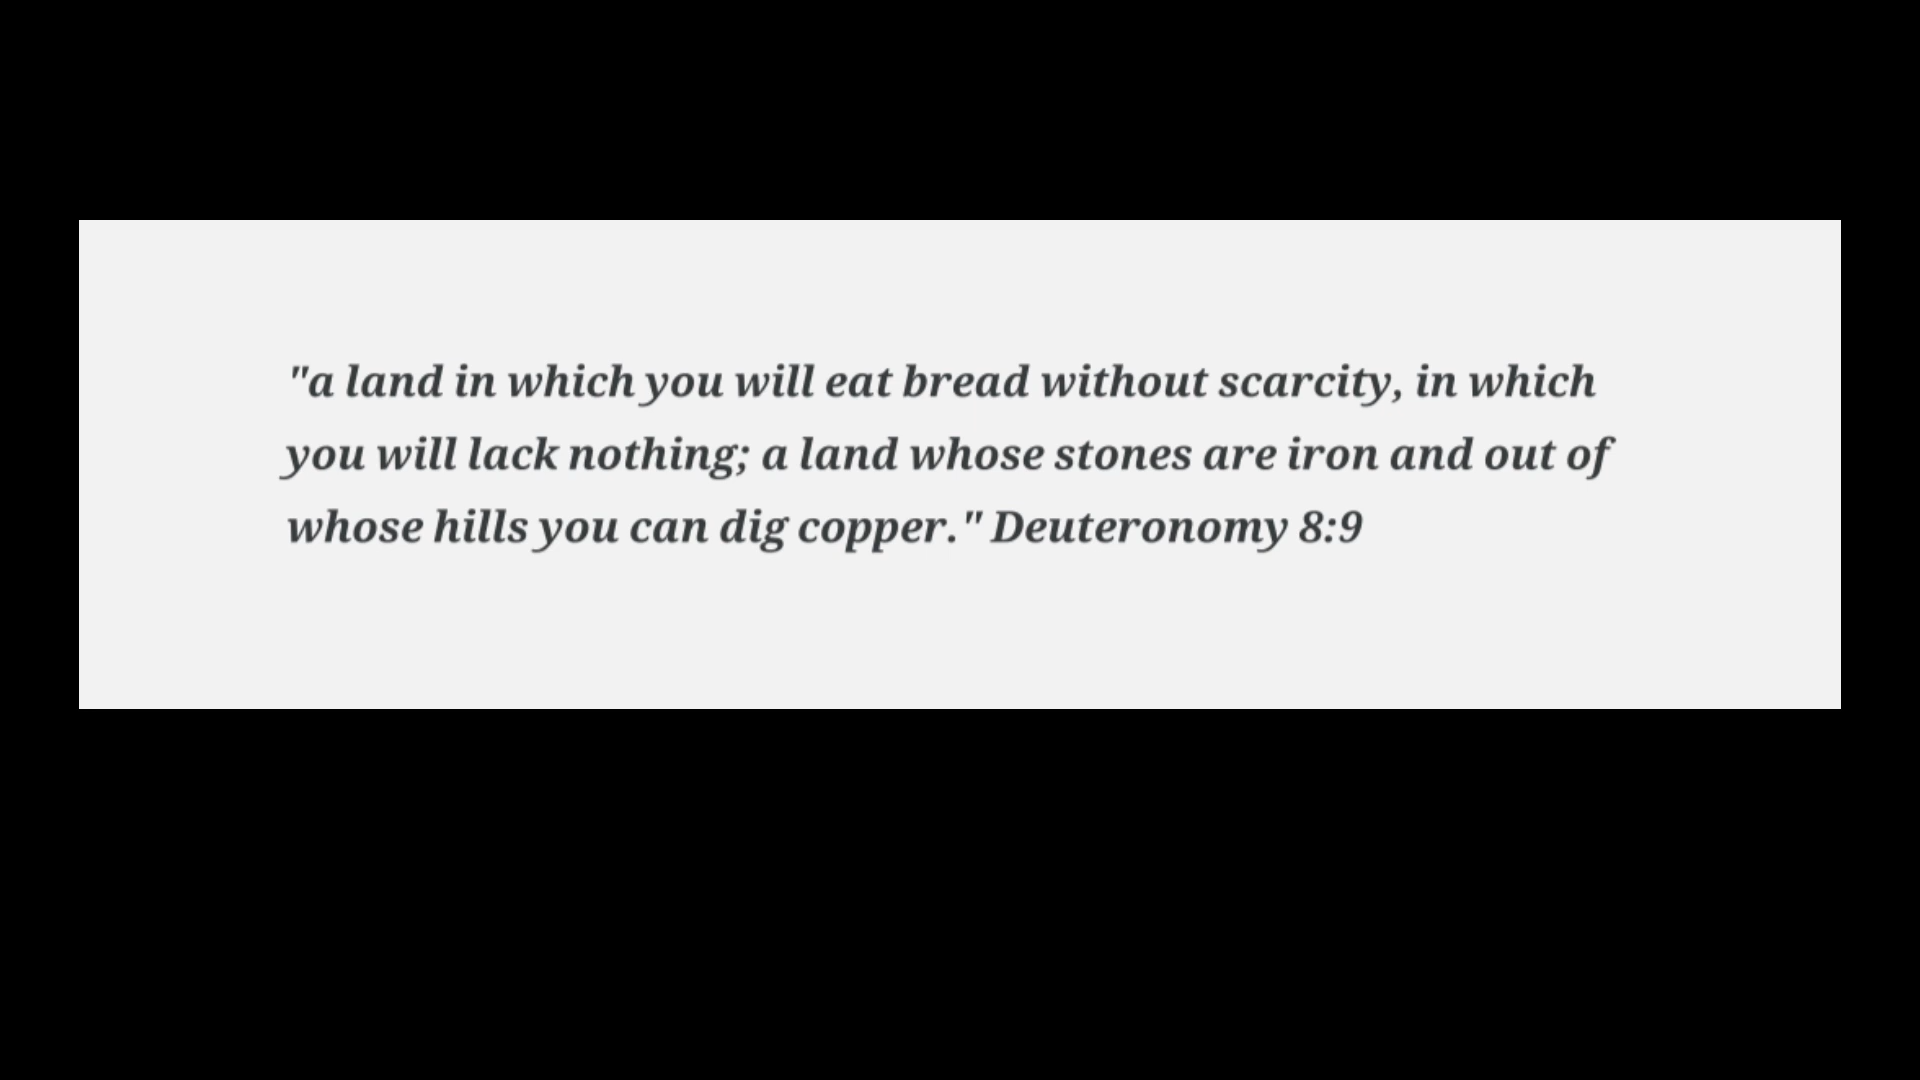 "a land in which you will eat bread without scarcity, in which
you will lack nothing; a land whose stones are iron and out of
whose hills you can dig copper." Deuteronomy 8:9